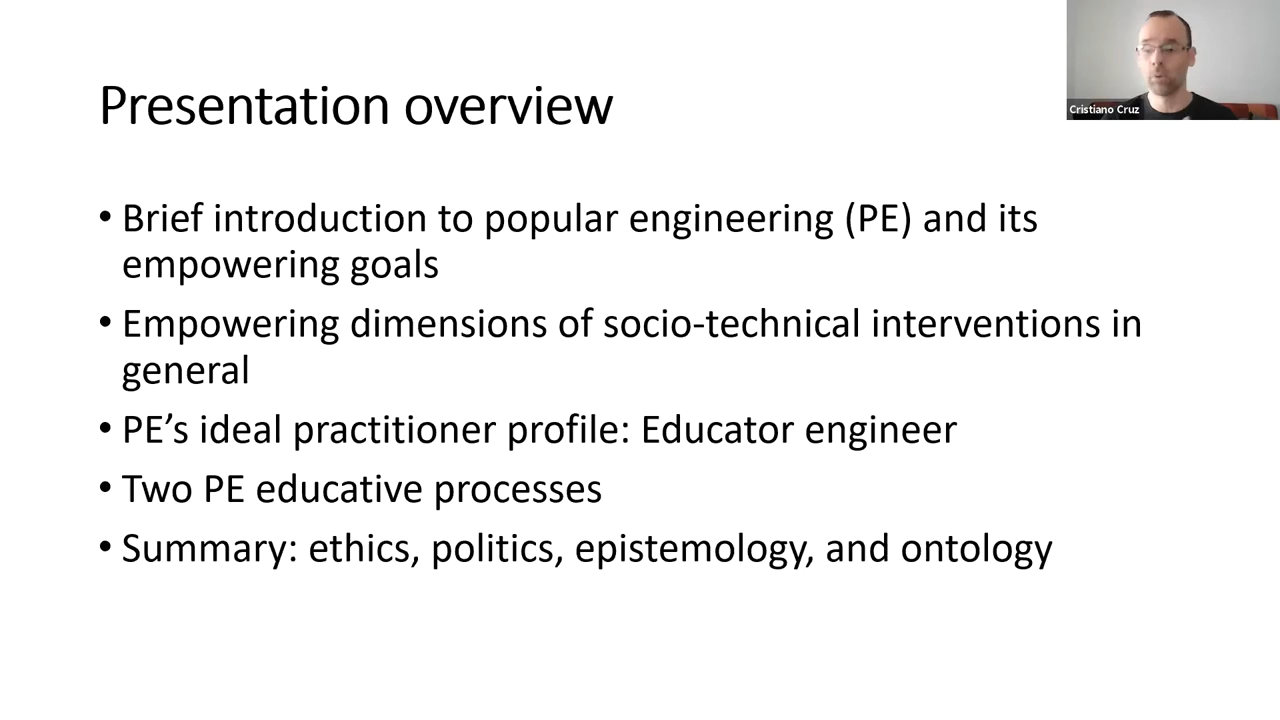 Presentation overview
Cristiano Cruz
• Brief introduction to popular engineering (PE) and its
empowering goals
• Empowering dimensions of socio-technical interventions in
general
• PE’s ideal practitioner profile: Educator engineer
• Two PE educative processes
• Summary: ethics, politics, epistemology, and ontology